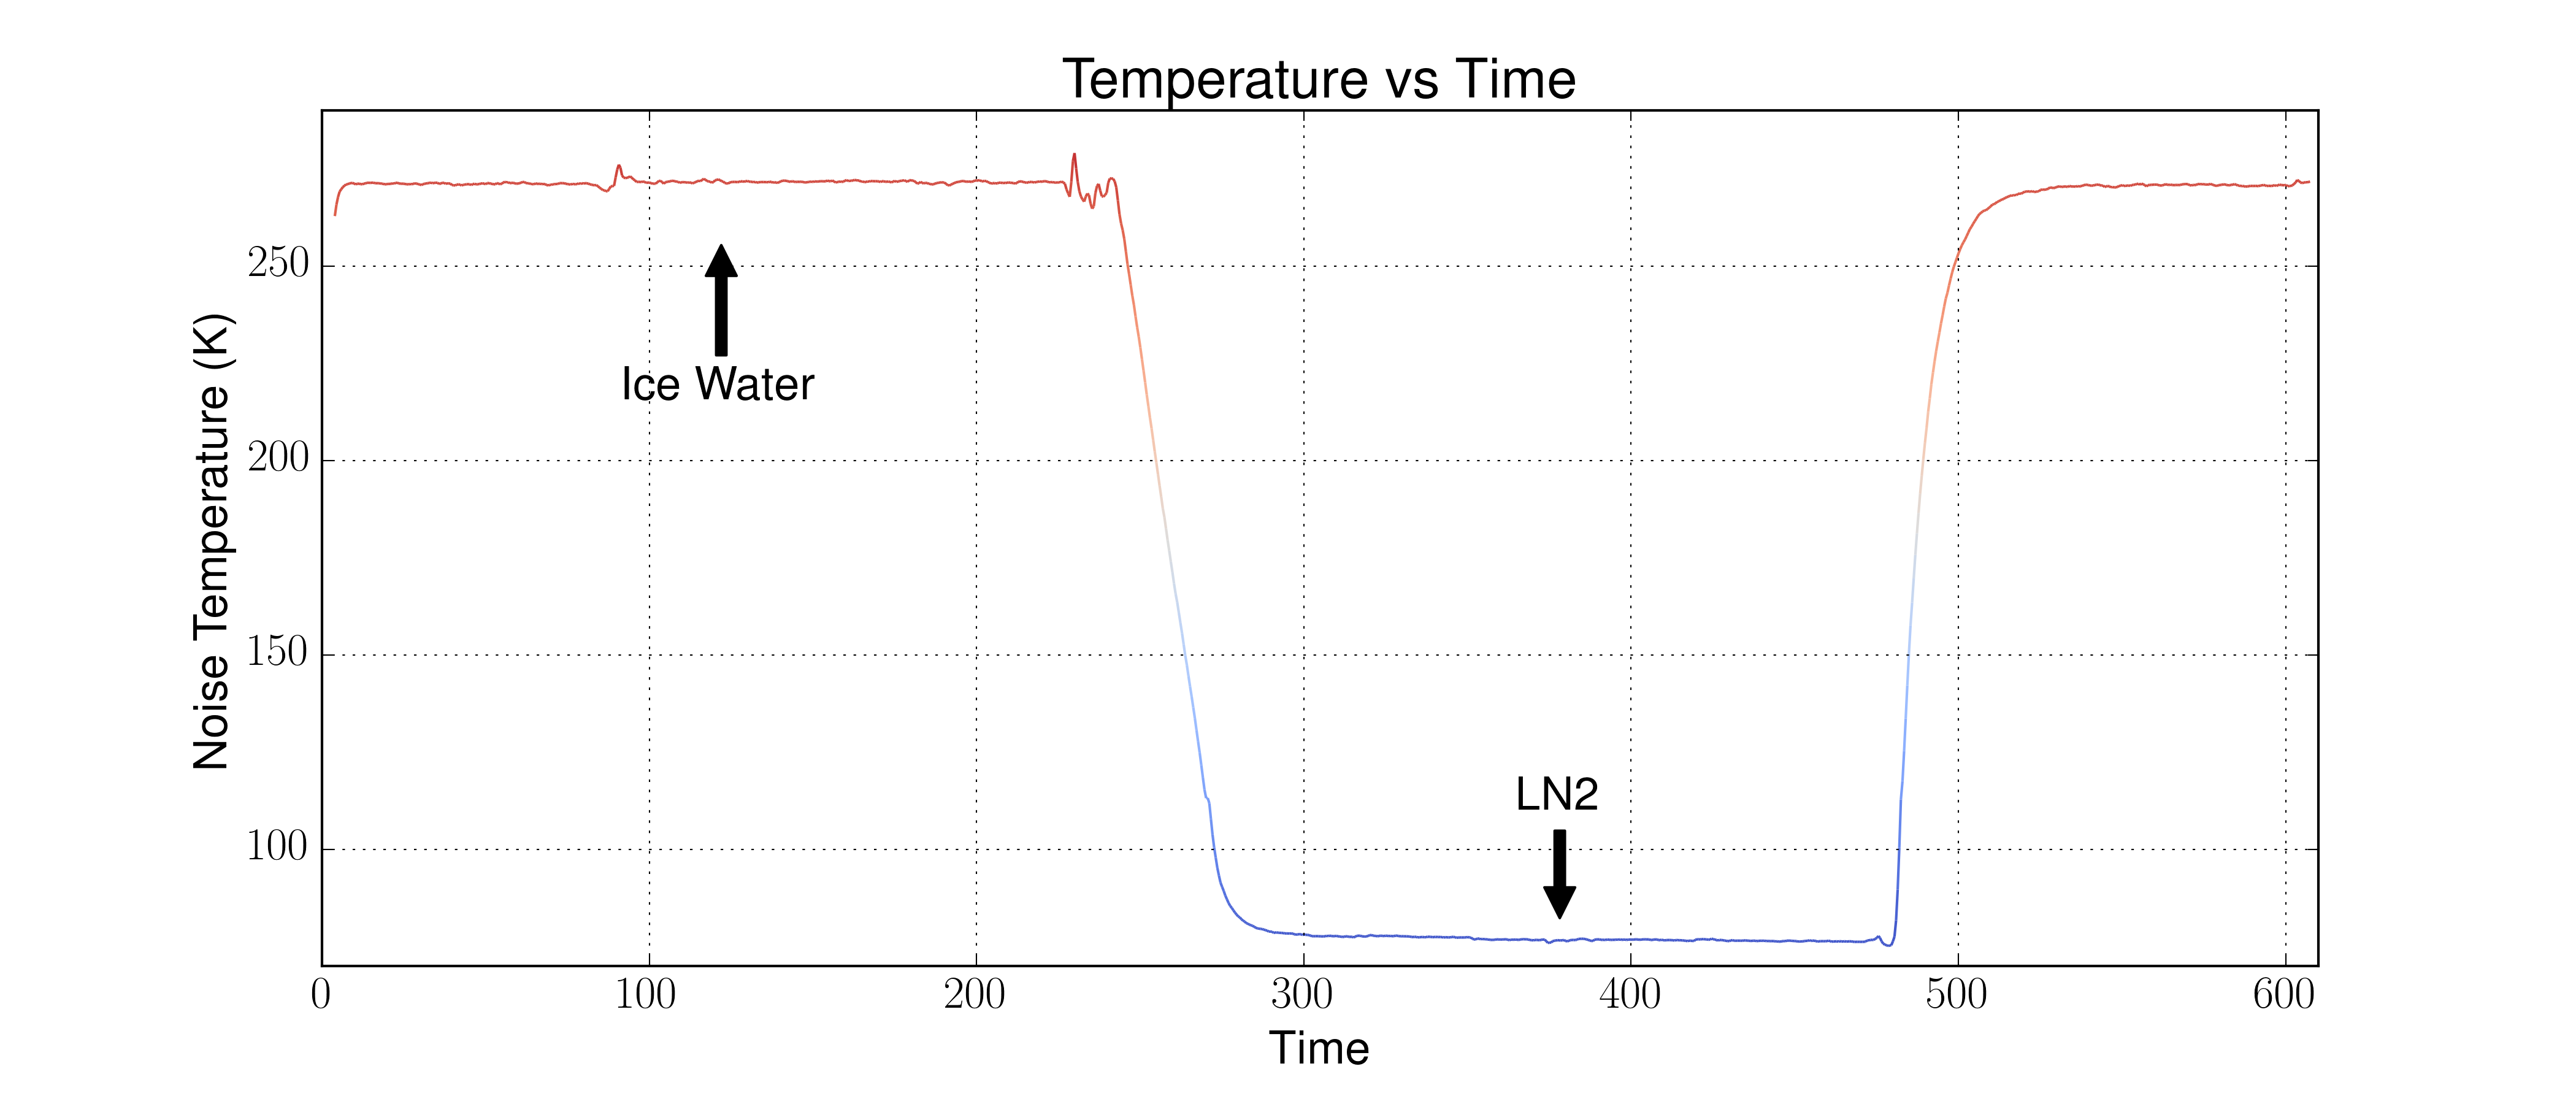 Temperature vs Time
Noise Temperature (K)
250
200
150
100
Ice Water
LN2
0 100 200 300 400 500 600
Time